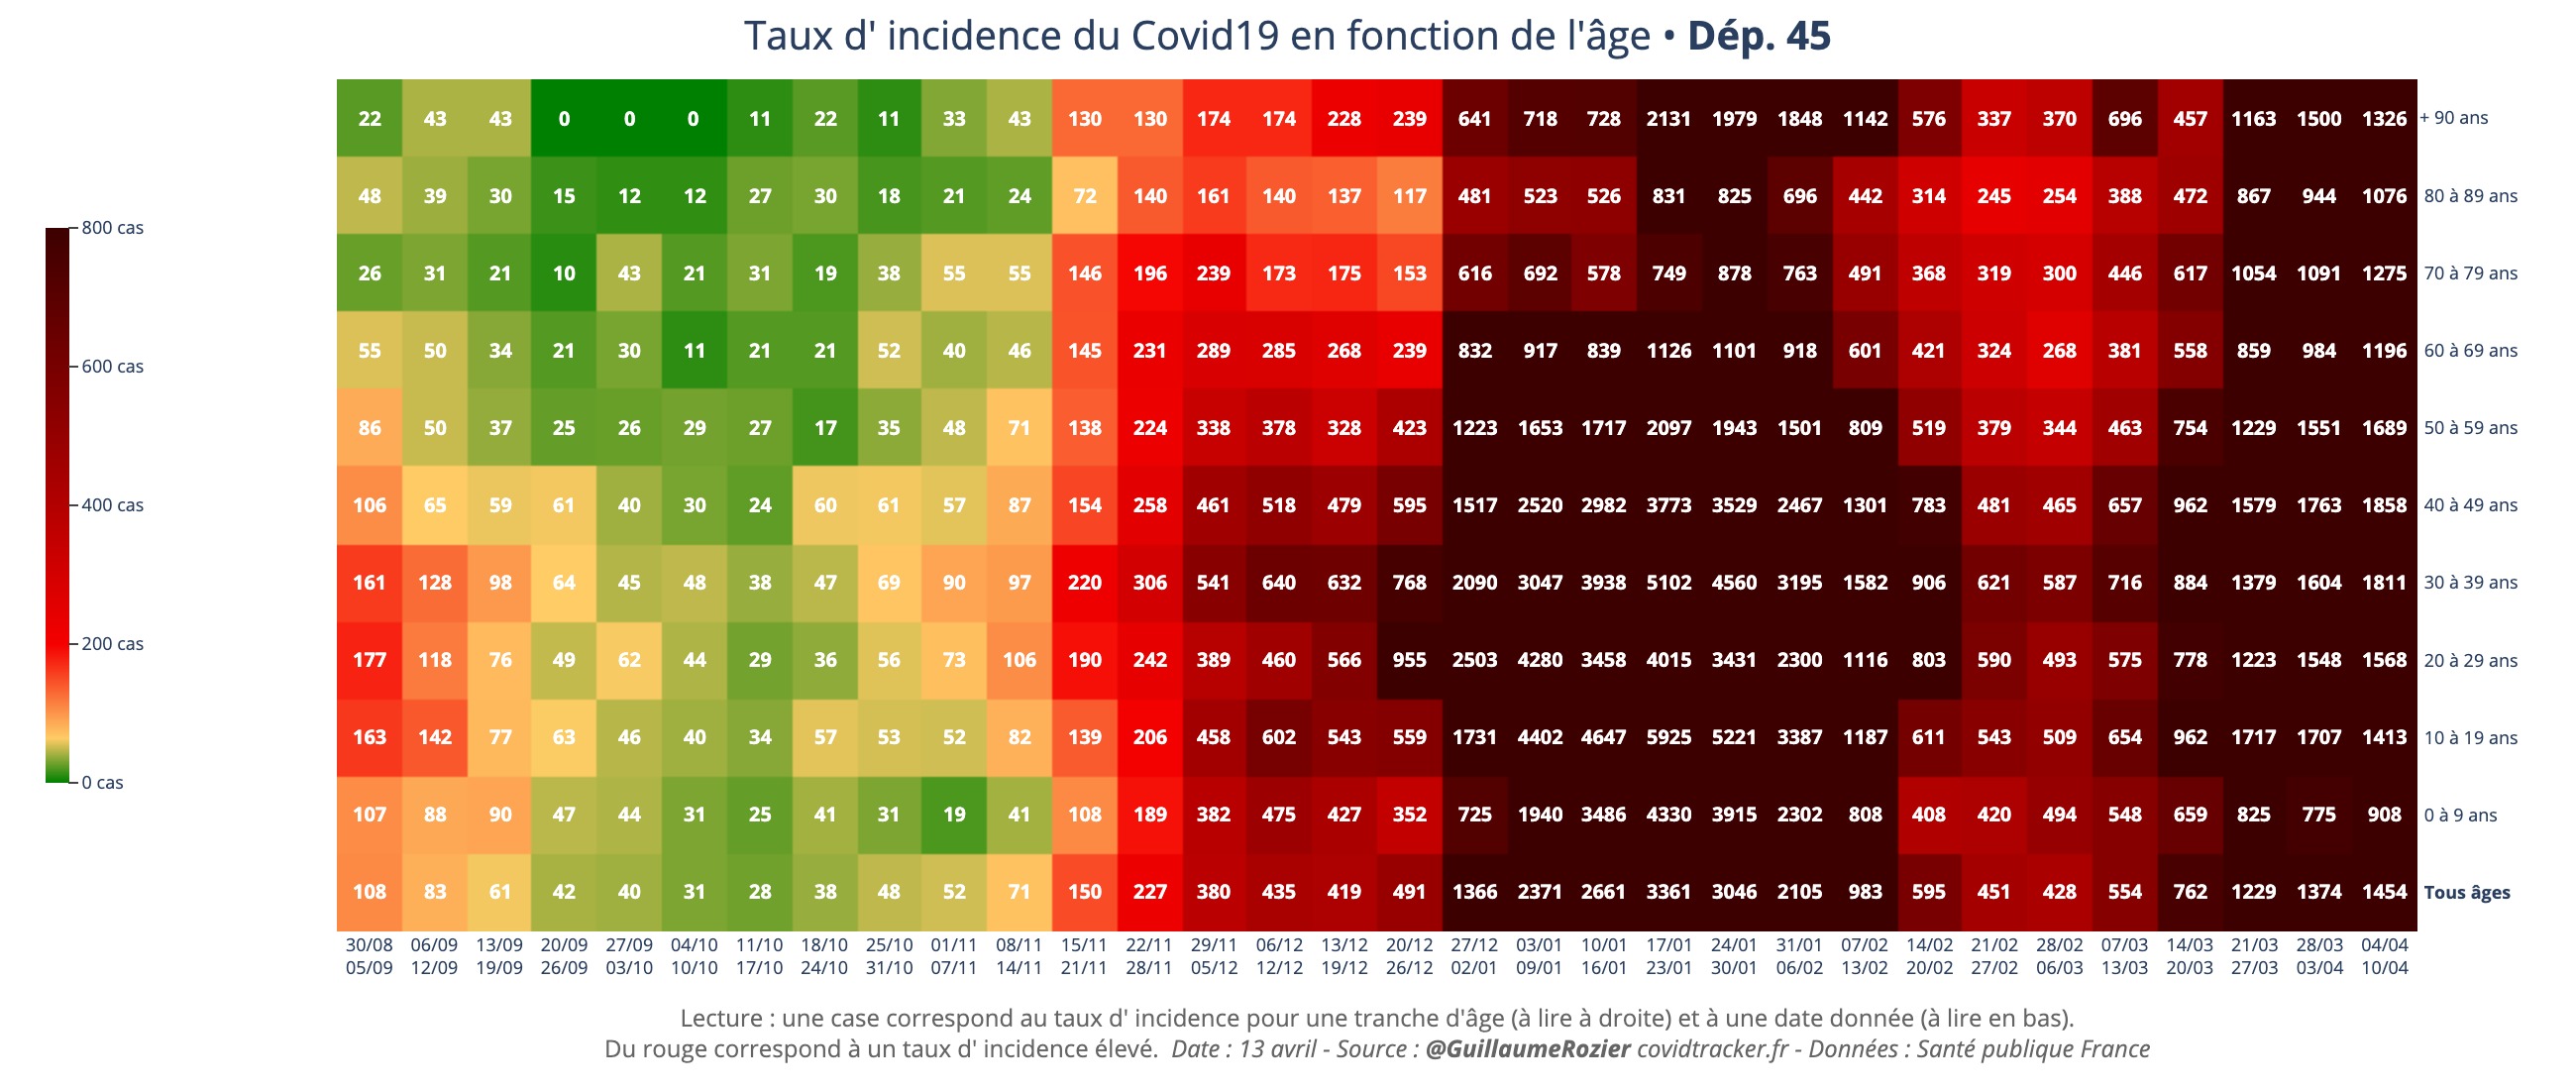 Taux d' incidence du Covid19 en fonction de l'âge • Dép. 45
800 cas
600 cas
400 cas
200 cas
0 cas
22 43 43 0 0 0 11 22 11 33 43 130 130 174 174 228 239 641 718 728 2131 1979 1848 1142 576 337 370 696 457 1163 1500 1326 + 90 ans
48 39 30 15 12 12 27 30 18 21 24 72 140 161 140 137 117 481 523 526 831 825 696 442 314 245 254 388 472 867 944 1076 80 à 89 ans
26 31 21 10 43 21 31 19 38 55 55 146 196 239 173 175 153 616 692 578 749 878 763 491 368 319 300 446 617 1054 1091 1275 70 à 79 ans
55 50 34 21 30 11 21 21 52 40 46 145 231 289 285 268 239 832 917 839 1126 1101 918 601 421 324 268 381 558 859 984 1196 60 à 69 ans
86 50 37 25 26 29 27 17 35 48 71 138 224 338 378 328 423 1223 1653 1717 2097 1943 1501 809 519 379 344 463 754 1229 1551 1689 50 à 59 ans
106 65 59 61 40 30 24 60 61 57 87 154 258 461 518 479 595 1517 2520 2982 3773 3529 2467 1301 783 481 465 657 962 1579 1763 1858 40 à 49 ans
161 128 98 64 45 48 38 47 69 90 97 220 306 541 640 632 768 2090 3047 3938 5102 4560 3195 1582 906 621 587 716 884 1379 1604 1811 30 à 39 ans
177 118 76 49 62 44 29 36 56 73 106 190 242 389 460 566 955 2503 4280 3458 4015 3431 2300 1116 803 590 493 575 778 1223 1548 1568 20 à 29 ans
163 142 77 63 46 40 34 57 53 52 82 139 206 458 602 543 559 1731 4402 4647 5925 5221 3387 1187 611 543 509 654 962 1717 1707 1413 10 à 19 ans
107 88 90 47 44 31 25 41 31 19 41 108 189 382 475 427 352 725 1940 3486 4330 3915 2302 808 408 420 494 548 659 825 775 908 0 à 9 ans
108 83 61 42 40 31 28 38 48 52 71 150 227 380 435 419 491 1366 2371 2661 3361 3046 2105 983 595 451 428 554 762 1229 1374 1454 Tous âges
30/08 06/09 13/09 20/09 27/09 04/10 11/10 18/10 25/10 01/11 08/11 15/11 22/11 29/11 06/12 13/12 20/12 27/12 03/01 10/01 17/01 24/01 31/01 07/02 14/02 21/02 28/02 07/03 14/03 21/03 28/03 04/04
05/09 12/09 19/09 26/09 03/10 10/10 17/10 24/10 31/10 07/11 14/11 21/11 28/11 05/12 12/12 19/12 26/12 02/01 09/01 16/01 23/01 30/01 06/02 13/02 20/02 27/02 06/03 13/03 20/03 27/03 03/04 10/04
Lecture : une case correspond au taux d' incidence pour une tranche d'âge (à lire à droite) et à une date donnée (à lire en bas).
Du rouge correspond à un taux d' incidence élevé. Date : 13 avril - Source : @GuillaumeRozier covidtracker.fr - Données : Santé publique France